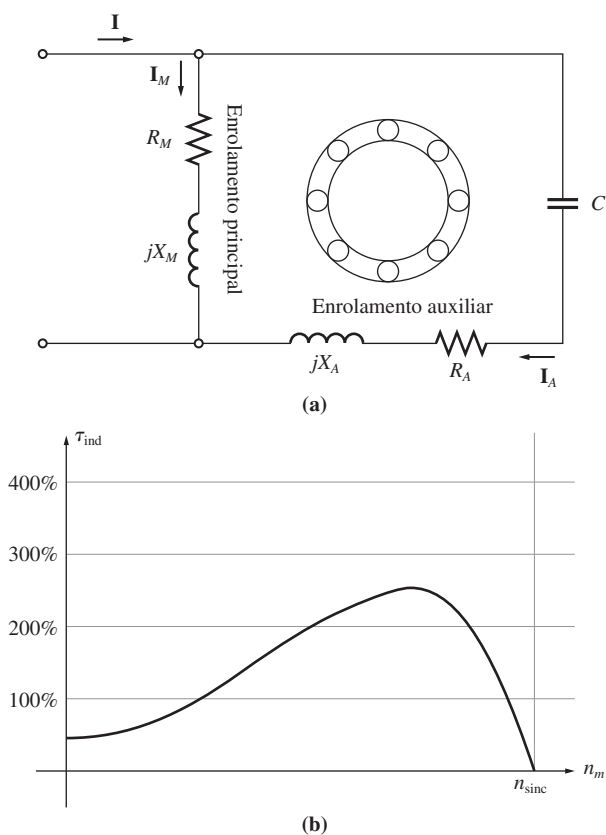 I
I_M
R_M
Enrolamento principal
jX_M
C
Enrolamento auxiliar
jX_A
R_A
I_A
(a)
τ_ind
400%
300%
200%
100%
n_sinc
n_m
(b)